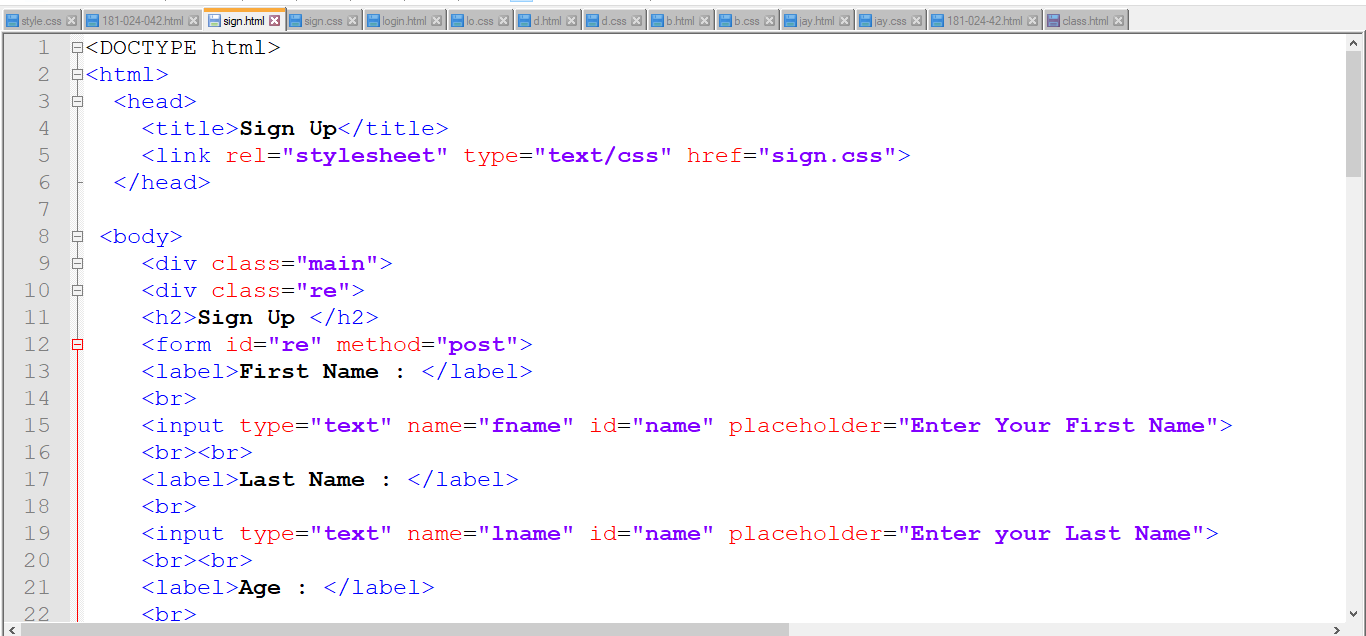 style.css 181-024-042.html sign.html sign.css login.html lo.css d.html d.css b.html b.css jay.html jay.css 181-024-42.html class.html
1 <DOCTYPE html>
2 <html>
3 <head>
4 <title>Sign Up</title>
5 <link rel="stylesheet" type="text/css" href="sign.css">
6 </head>
7
8 <body>
9 <div class="main">
10 <div class="re">
11 <h2>Sign Up </h2>
12 <form id="re" method="post">
13 <label>First Name : </label>
14 <br>
15 <input type="text" name="fname" id="name" placeholder="Enter Your First Name">
16 <br><br>
17 <label>Last Name : </label>
18 <br>
19 <input type="text" name="lname" id="name" placeholder="Enter your Last Name">
20 <br><br>
21 <label>Age : </label>
22 <br>